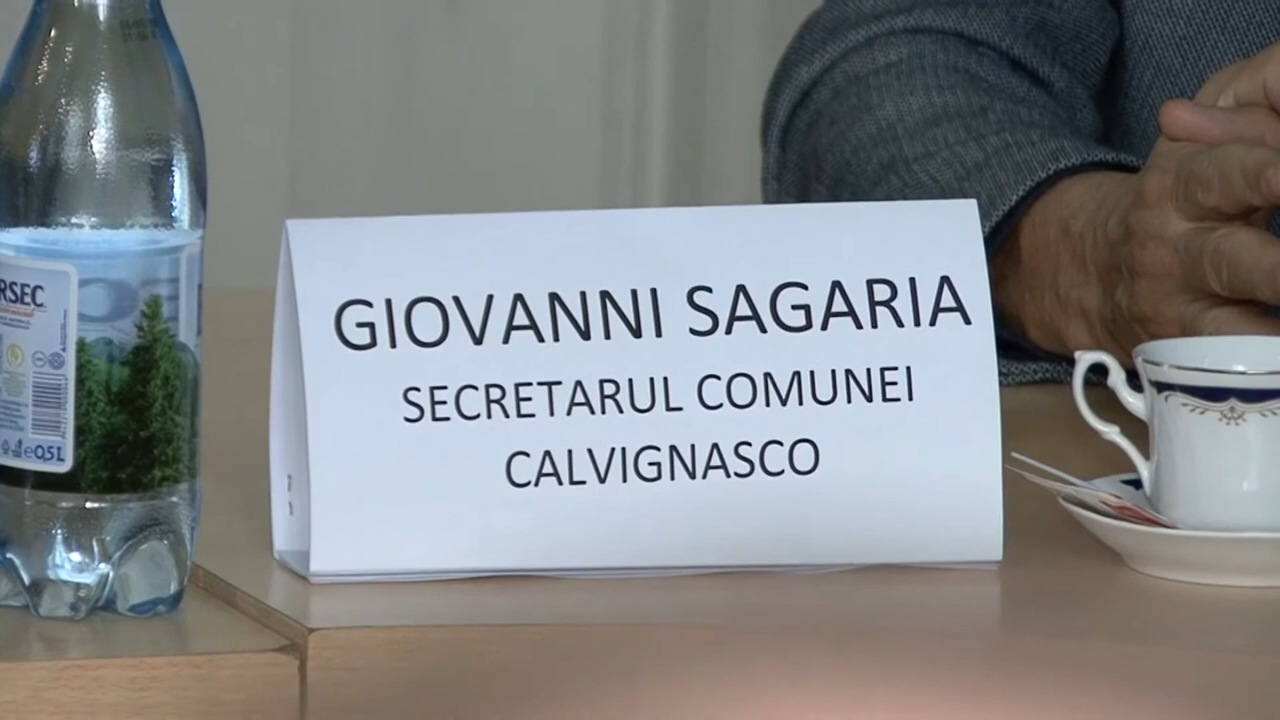 GIOVANNI SAGARIA
SECRETARUL COMUNEI
CALVIGNASCO
RSEC
0,5L